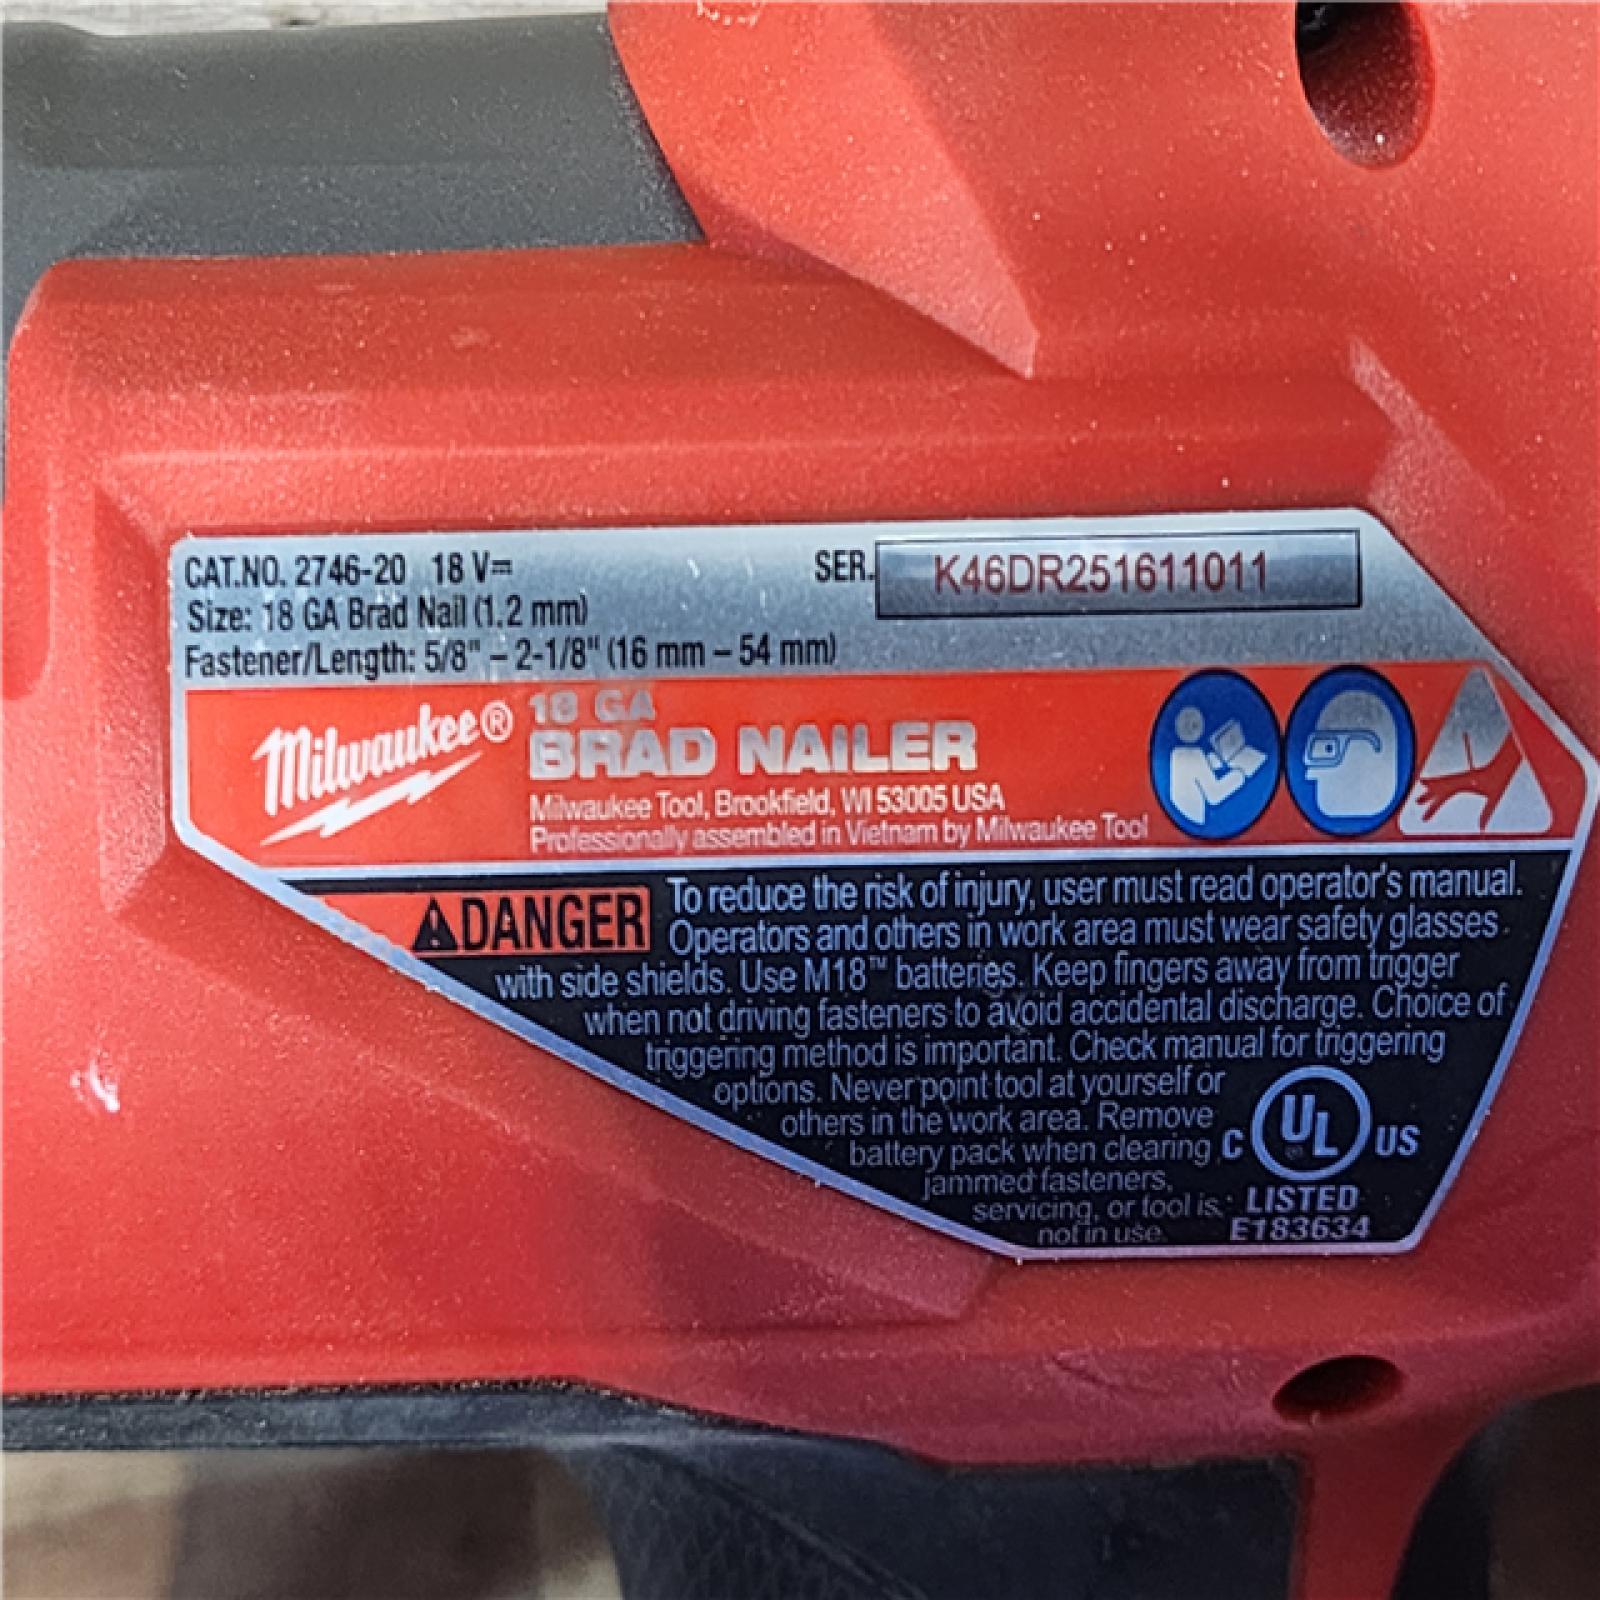 CAT.NO. 2746-20 18 V⎓
SER. K46DR251611011
Size: 18 GA Brad Nail (1.2 mm)
Fastener/Length: 5/8" – 2-1/8" (16 mm – 54 mm)
Milwaukee®
18 GA
BRAD NAILER
Milwaukee Tool, Brookfield, WI 53005 USA
Professionally assembled in Vietnam by Milwaukee Tool
DANGER
To reduce the risk of injury, user must read operator's manual.
Operators and others in work area must wear safety glasses
with side shields. Use M18™ batteries. Keep fingers away from trigger
when not driving fasteners to avoid accidental discharge. Choice of
triggering method is important. Check manual for triggering
options. Never point tool at yourself or
others in the work area. Remove
battery pack when clearing
jammed fasteners,
servicing, or tool is
not in use.
C UL US
LISTED
E183634